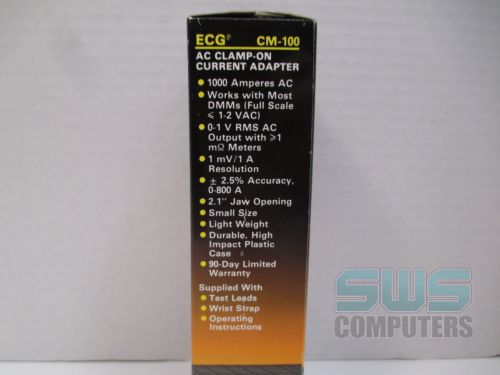 ECG® CM-100
AC CLAMP-ON
CURRENT ADAPTER
• 1000 Amperes AC
• Works with Most
DMMs (Full Scale
≤ 1-2 VAC)
• 0-1 V RMS AC
Output with ≥1
mΩ Meters
• 1 mV/1 A
Resolution
• ± 2.5% Accuracy,
0-800 A
• 2.1" Jaw Opening
• Small Size
• Light Weight
• Durable, High
Impact Plastic
Case
• 90-Day Limited
Warranty
Supplied With
• Test Leads
• Wrist Strap
• Operating
Instructions
SWS
COMPUTERS